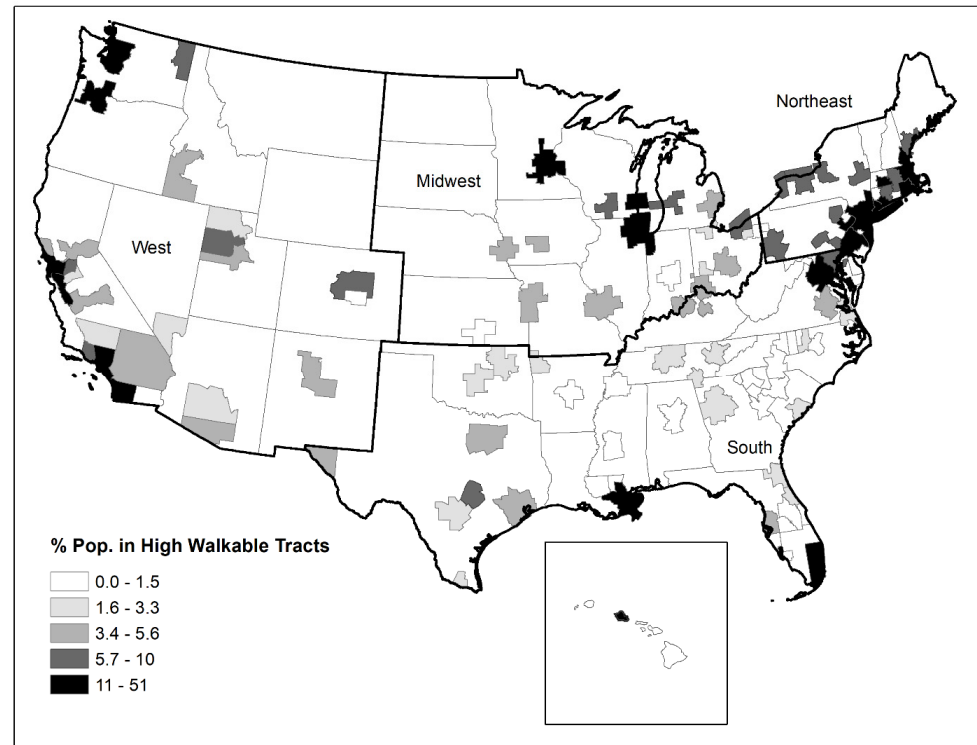 Northeast
Midwest
West
South
% Pop. in High Walkable Tracts
0.0 - 1.5
1.6 - 3.3
3.4 - 5.6
5.7 - 10
11 - 51